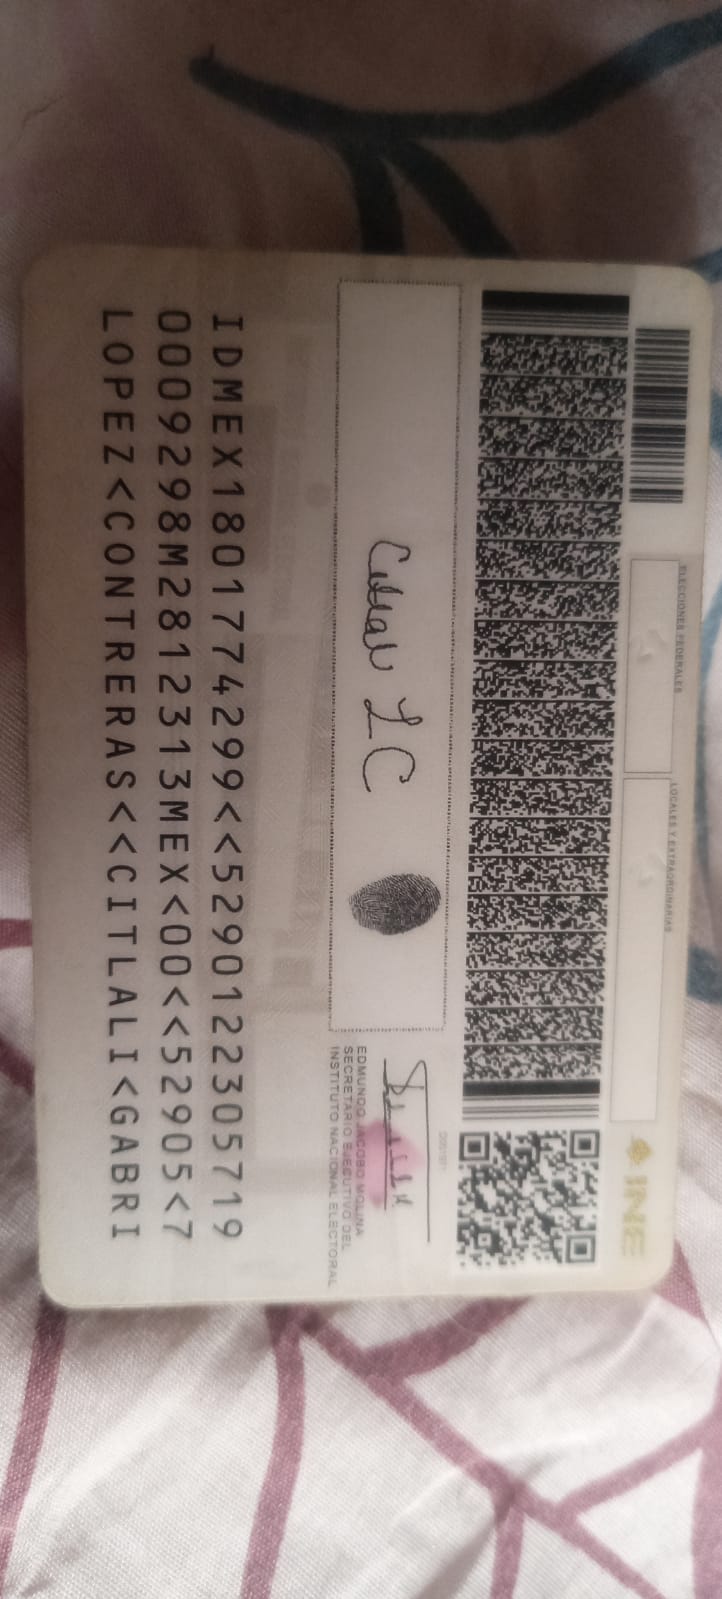 ELECCIONES FEDERALES
LOCALES Y EXTRAORDINARIAS
INE
EDMUNDO JACOBO MOLINA
SECRETARIO EJECUTIVO DEL
INSTITUTO NACIONAL ELECTORAL
IDMEX1801774299<<5290122305719
0009298M2812313MEX<00<<52905<7
LOPEZ<CONTRERAS<<CITLALI<GABRI